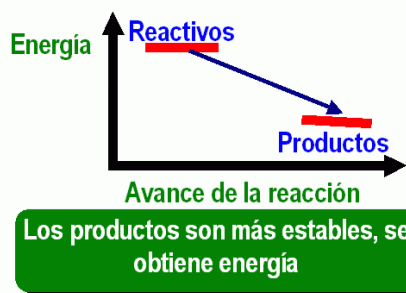 Reactivos
Energía
Productos
Avance de la reacción
Los productos son más estables, se
obtiene energía